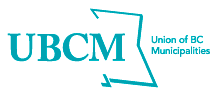 UBCM
Union of BC
Municipalities